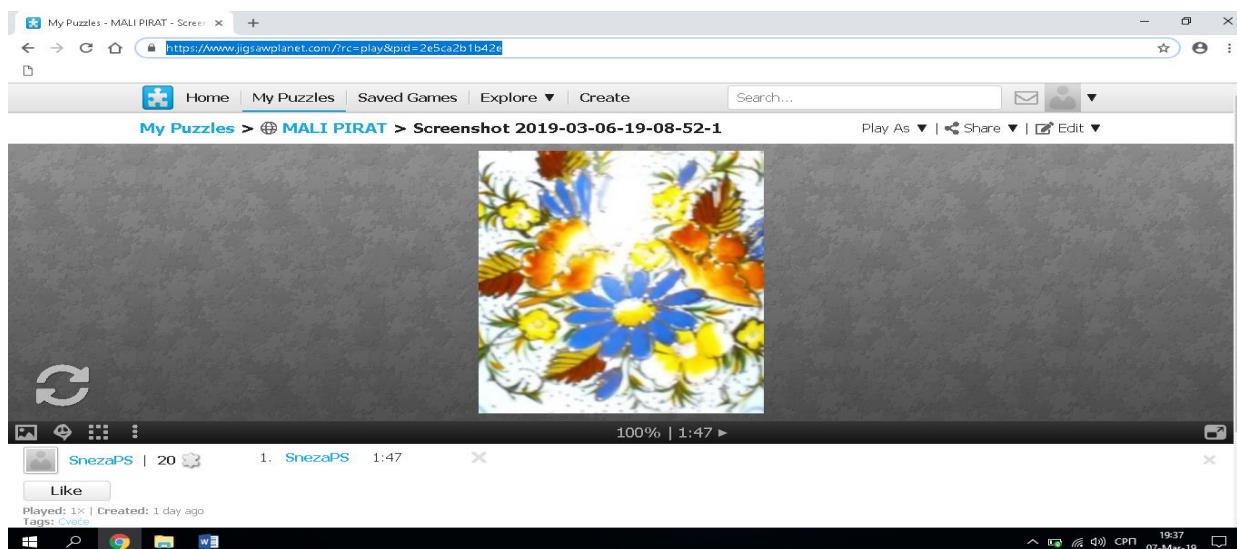 My Puzzles - MALI PIRAT - Screen
https://www.jigsawplanet.com/?rc=play&pid=2e5ca2b1b42e
Home My Puzzles Saved Games Explore ▼ Create Search... ▼
My Puzzles > MALI PIRAT > Screenshot 2019-03-06-19-08-52-1 Play As ▼ | Share ▼ | Edit ▼
100% | 1:47 ►
SnezaPS | 20 1. SnezaPS 1:47
Like
Played: 1× | Created: 1 day ago
Tags: Cveće
СРП 19:37
07-Mar-19